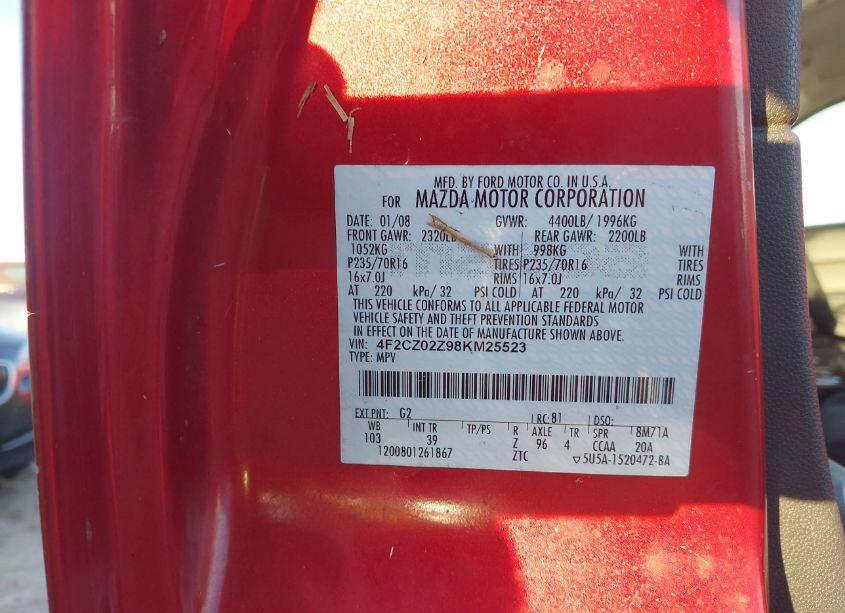 MFD. BY FORD MOTOR CO. IN U.S.A.
FOR MAZDA MOTOR CORPORATION
DATE: 01/08 GVWR: 4400LB/ 1996KG
FRONT GAWR: 2320LB REAR GAWR: 2200LB
1052KG WITH 998KG WITH
P235/70R16 TIRES P235/70R16 TIRES
16x7.0J RIMS 16x7.0J RIMS
AT 220 kPa/ 32 PSI COLD AT 220 kPa/ 32 PSI COLD
THIS VEHICLE CONFORMS TO ALL APPLICABLE FEDERAL MOTOR
VEHICLE SAFETY AND THEFT PREVENTION STANDARDS
IN EFFECT ON THE DATE OF MANUFACTURE SHOWN ABOVE.
VIN: 4F2CZ02Z98KM25523
TYPE: MPV
EXT PNT: G2 RC: 81 DSO:
WB INT TR TP/PS R AXLE TR SPR 8M71A
103 39 Z 96 4 CCAA 20A
1200801261867 ZTC ▽5U5A-1520472-BA